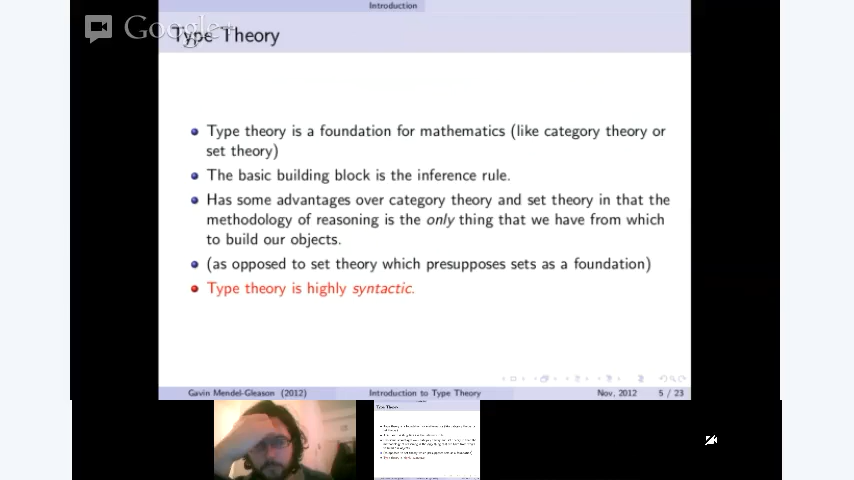 Introduction
Google+
Type Theory
Type theory is a foundation for mathematics (like category theory or
set theory)
The basic building block is the inference rule.
Has some advantages over category theory and set theory in that the
methodology of reasoning is the only thing that we have from which
to build our objects.
(as opposed to set theory which presupposes sets as a foundation)
Type theory is highly syntactic.
Gavin Mendel-Gleason (2012) Introduction to Type Theory Nov, 2012 5 / 23
Type Theory